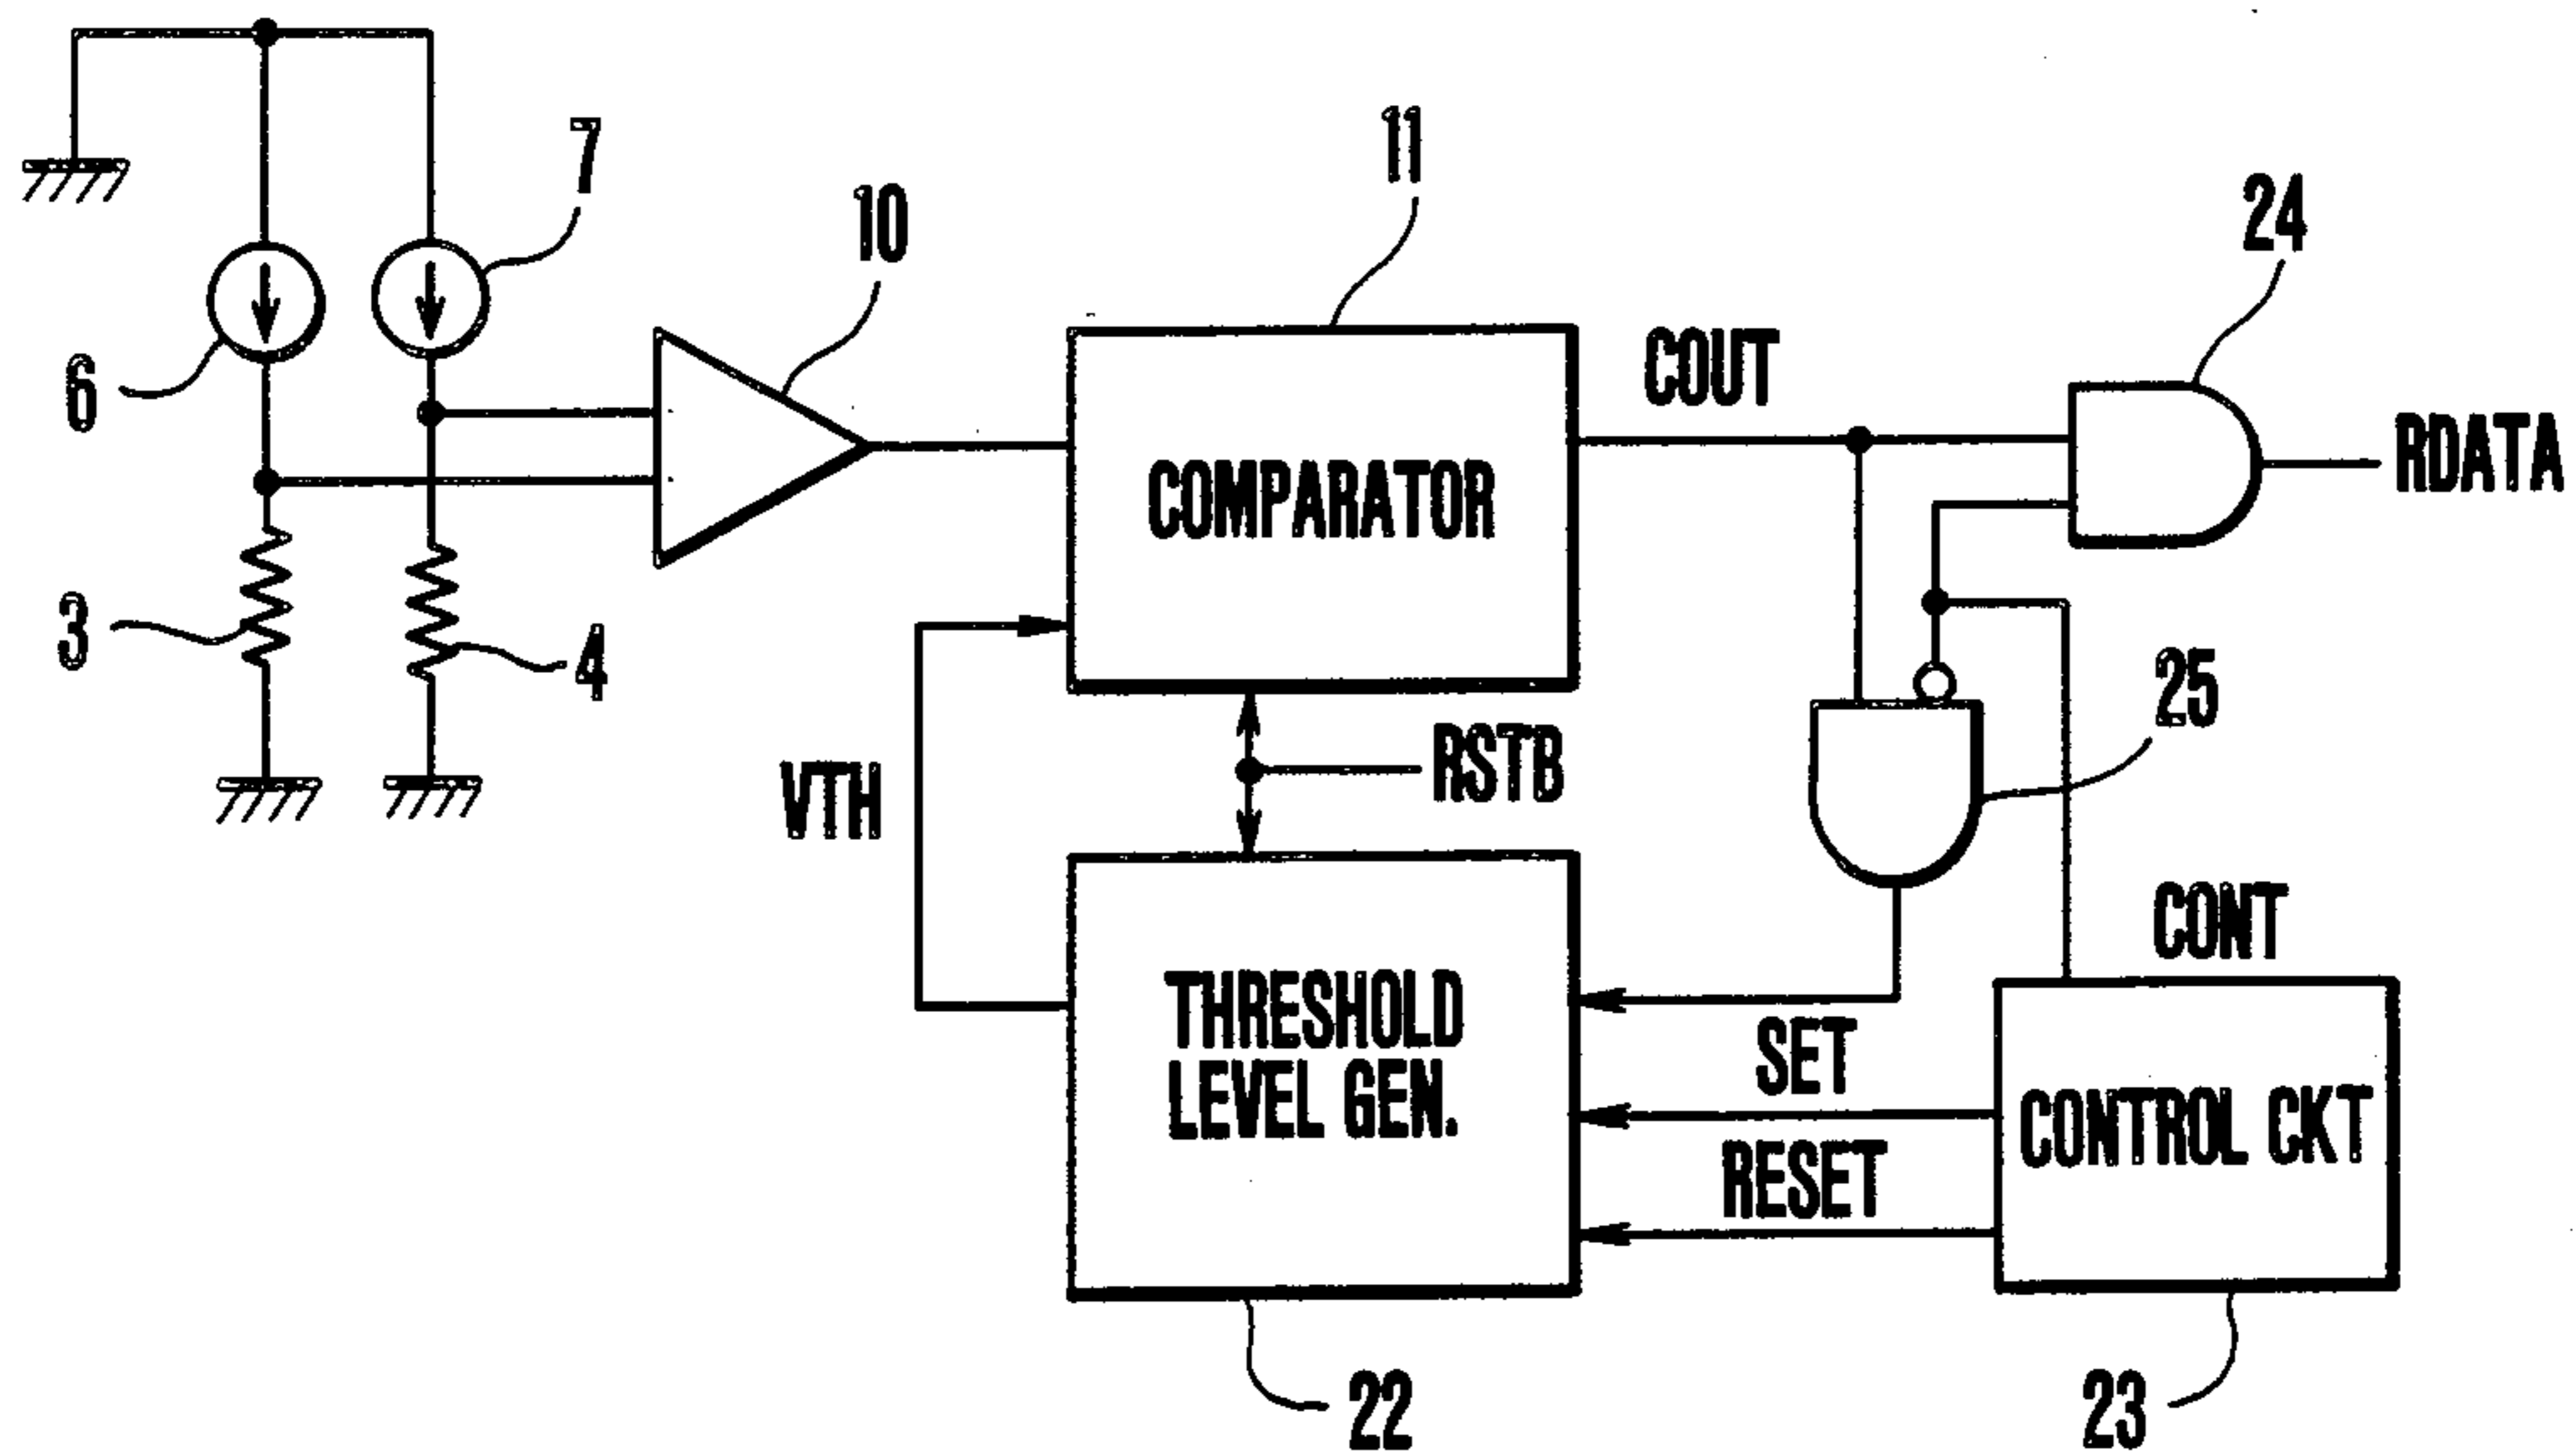 7
11
10
24
6
COUT
RDATA
COMPARATOR
3
4
25
VTH
RSTB
CONT
THRESHOLD
LEVEL GEN.
SET
CONTROL CKT
RESET
22
23